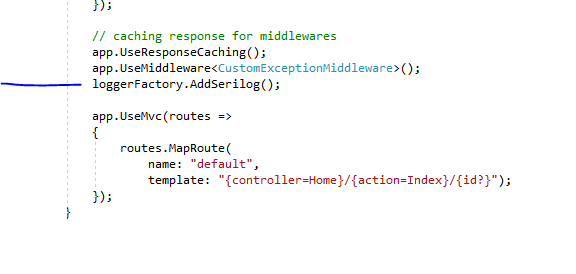 });
// caching response for middlewares
app.UseResponseCaching();
app.UseMiddleware<CustomExceptionMiddleware>();
loggerFactory.AddSerilog();
app.UseMvc(routes =>
{
routes.MapRoute(
name: "default",
template: "{controller=Home}/{action=Index}/{id?}");
});
}